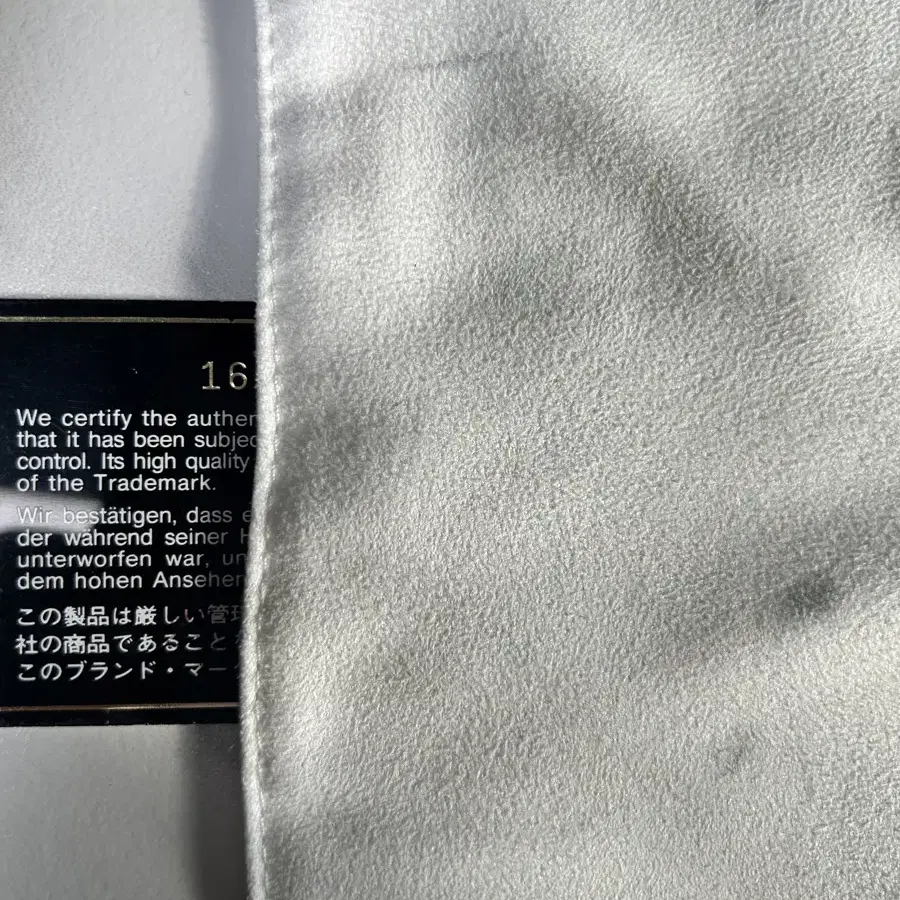 16
We certify the authen
that it has been subjec
control. Its high quality
of the Trademark.
Wir bestätigen, dass e
der während seiner H
unterworfen war, un
dem hohen Ansehen
この製品は厳しい管理
社の商品であること
このブランド・マーク